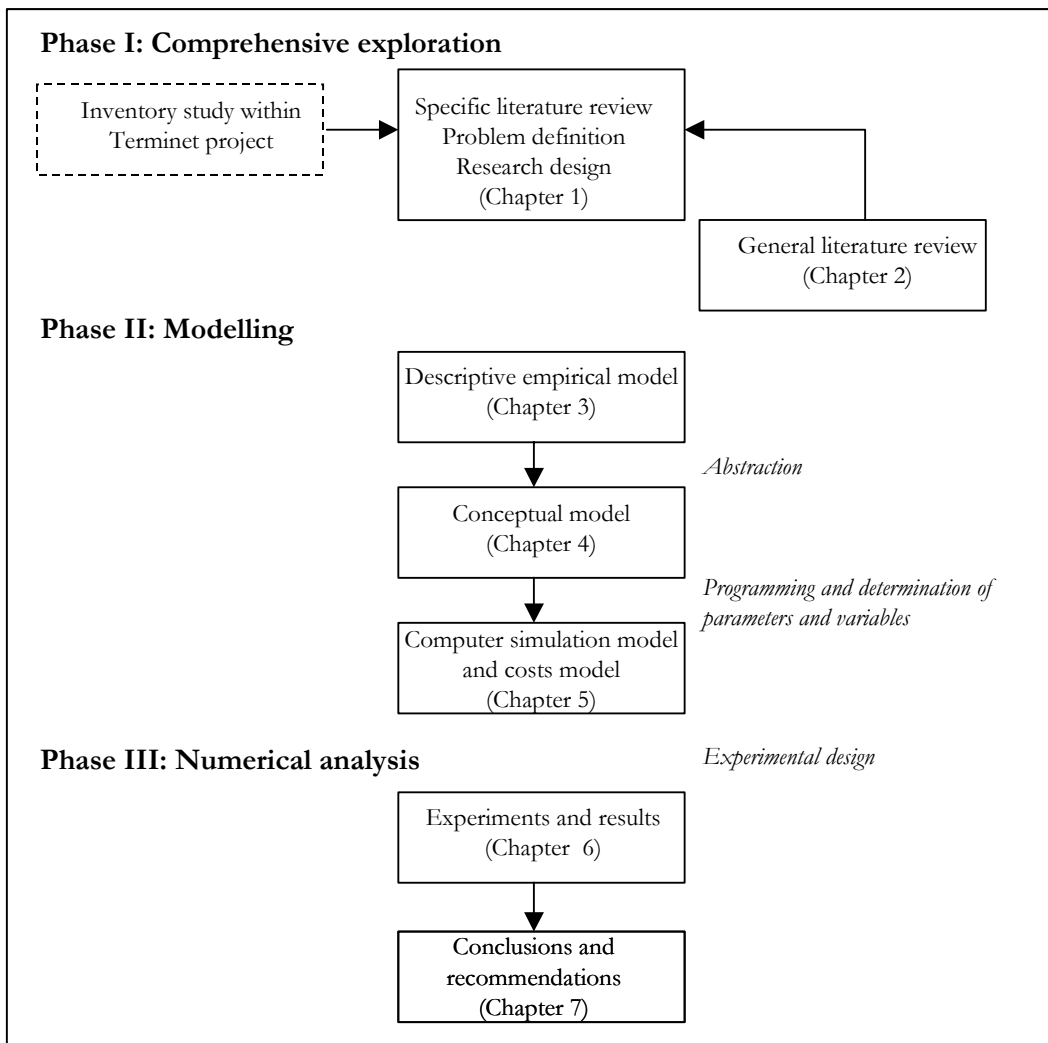 Phase I: Comprehensive exploration
Inventory study within
Terminet project
Specific literature review
Problem definition
Research design
(Chapter 1)
General literature review
(Chapter 2)
Phase II: Modelling
Descriptive empirical model
(Chapter 3)
Abstraction
Conceptual model
(Chapter 4)
Programming and determination of
parameters and variables
Computer simulation model
and costs model
(Chapter 5)
Phase III: Numerical analysis
Experimental design
Experiments and results
(Chapter 6)
Conclusions and
recommendations
(Chapter 7)